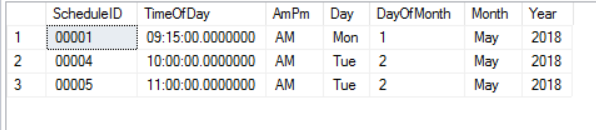 ScheduleID TimeOfDay AmPm Day DayOfMonth Month Year
1 00001 09:15:00.0000000 AM Mon 1 May 2018
2 00004 10:00:00.0000000 AM Tue 2 May 2018
3 00005 11:00:00.0000000 AM Tue 2 May 2018